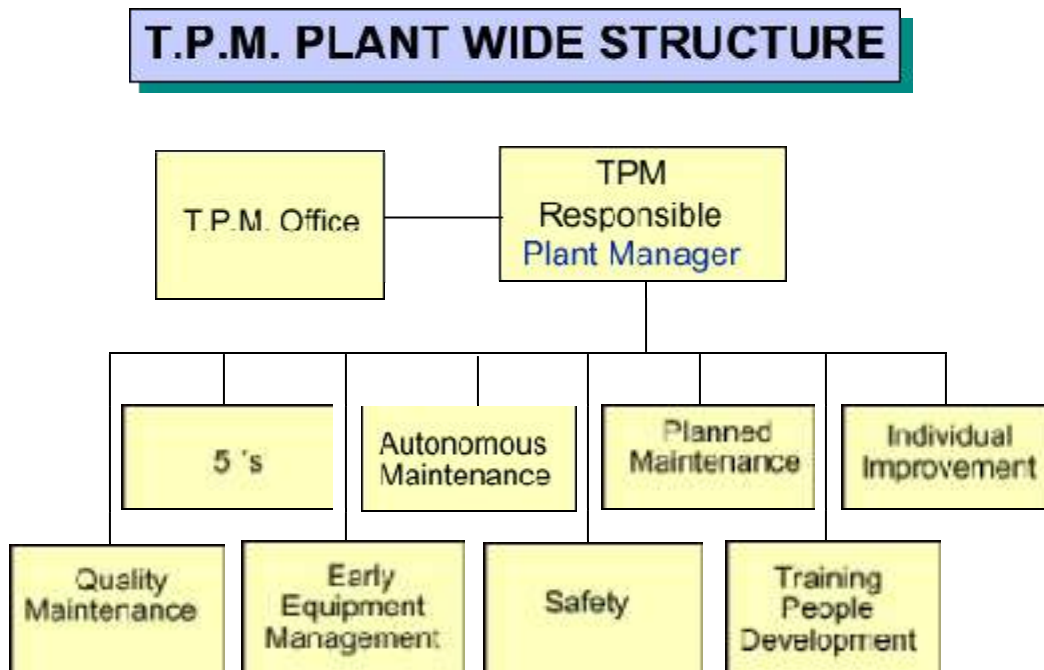 T.P.M. PLANT WIDE STRUCTURE
T.P.M. Office
TPM
Responsible
Plant Manager
5 's
Autonomous
Maintenance
Planned
Maintenance
Individual
Improvement
Quality
Maintenance
Early
Equipment
Management
Safety
Training
People
Development